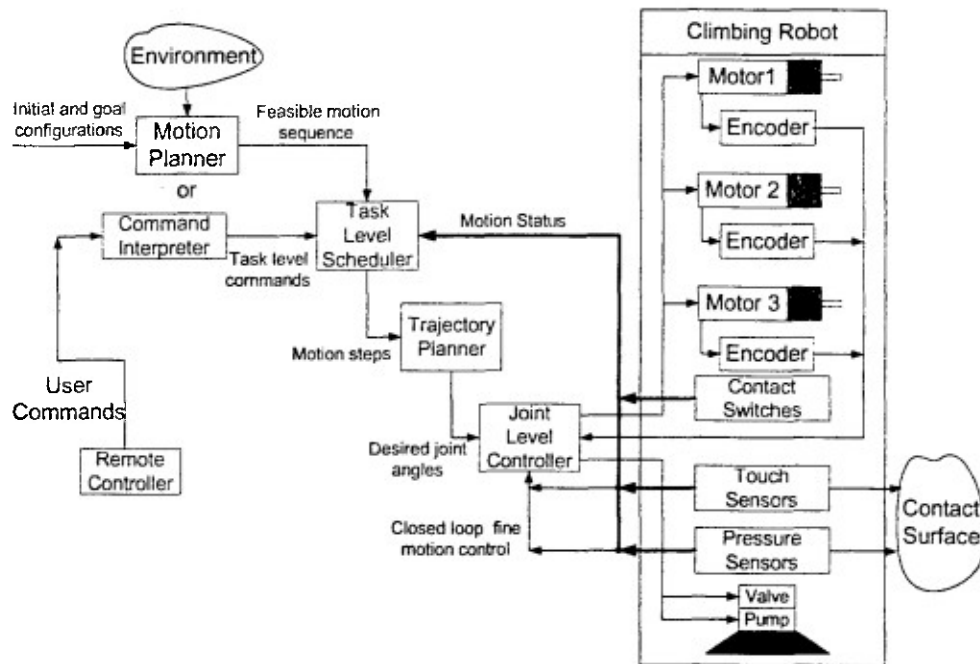 Climbing Robot
Environment
Motor1
Initial and goal
configurations
Feasible motion
sequence
Encoder
Motion
Planner
or
Motor 2
Command
Interpreter
Task
Level
Scheduler
Motion Status
Encoder
Task level
commands
Motor 3
Trajectory
Planner
Motion steps
Encoder
User
Commands
Contact
Switches
Joint
Level
Controller
Desired joint
angles
Remote
Controller
Touch
Sensors
Contact
Surface
Closed loop fine
motion control
Pressure
Sensors
Valve
Pump